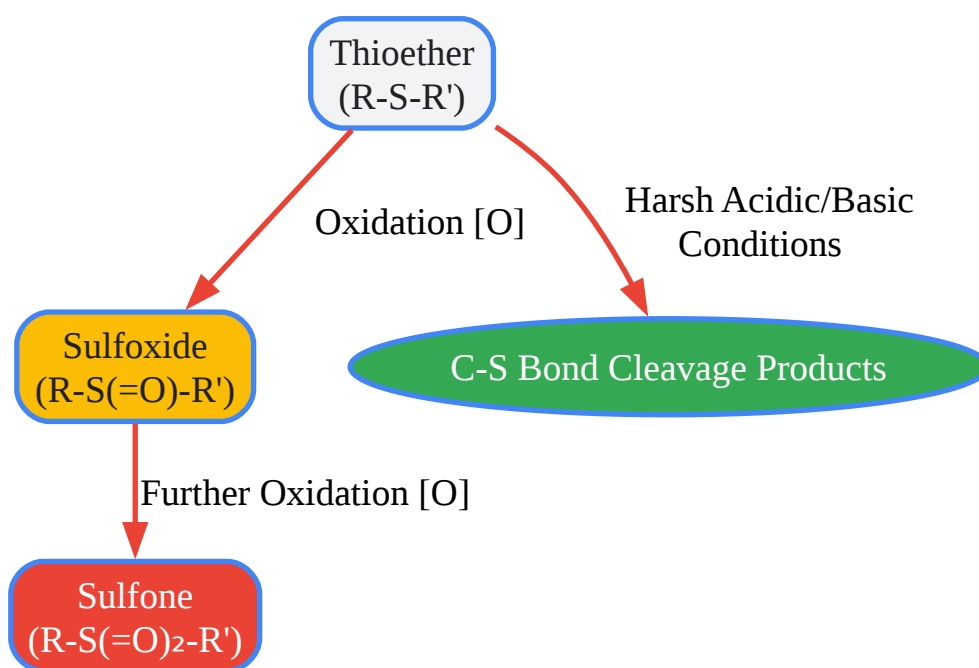 Thioether
(R-S-R')
Oxidation [O]
Harsh Acidic/Basic
Conditions
Sulfoxide
(R-S(=O)-R')
C-S Bond Cleavage Products
Further Oxidation [O]
Sulfone
(R-S(=O)₂-R')